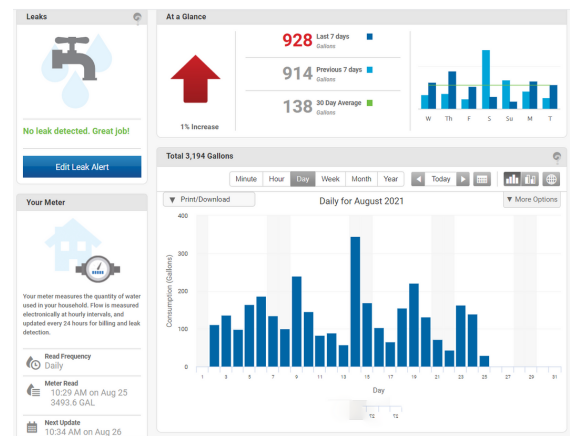 Leaks
No leak detected. Great job!
Edit Leak Alert
Your Meter
Your meter measures the quantity of water
used in your household. Flow is measured
electronically at hourly intervals, and
updated every 24 hours for billing and leak
detection.
Read Frequency
Daily
Meter Read
10:29 AM on Aug 25
3493.6 GAL
Next Update
10:34 AM on Aug 26
At a Glance
1% Increase
928 Last 7 days
Gallons
914 Previous 7 days
Gallons
138 30 Day Average
Gallons
W Th F S Su M T
Total 3,194 Gallons
Minute Hour Day Week Month Year Today
Print/Download
Daily for August 2021
More Options
Consumption (Gallons)
400
300
200
100
0
1 3 5 7 9 11 13 15 17 19 21 23 25 27 29 31
Day
T2 T2